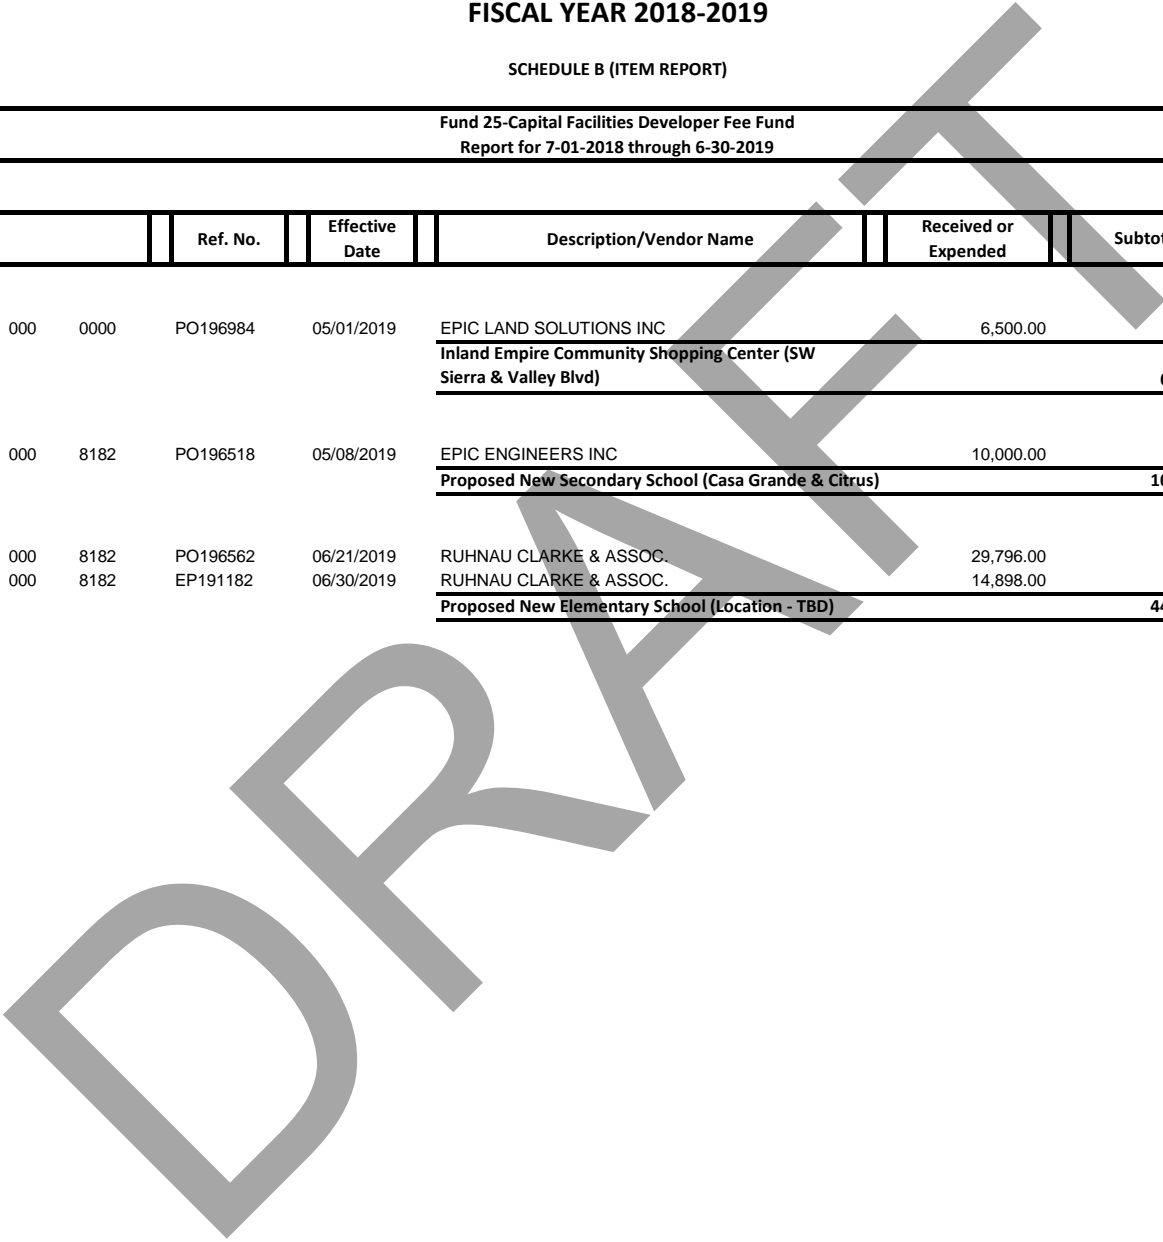 FISCAL YEAR 2018-2019
SCHEDULE B (ITEM REPORT)
Fund 25-Capital Facilities Developer Fee Fund
Report for 7-01-2018 through 6-30-2019
Ref. No. Effective Date Description/Vendor Name Received or Expended
000 0000 PO196984 05/01/2019 EPIC LAND SOLUTIONS INC 6,500.00
Inland Empire Community Shopping Center (SW
Sierra & Valley Blvd)
000 8182 PO196518 05/08/2019 EPIC ENGINEERS INC 10,000.00
Proposed New Secondary School (Casa Grande & Citrus)
000 8182 PO196562 06/21/2019 RUHNAU CLARKE & ASSOC. 29,796.00
000 8182 EP191182 06/30/2019 RUHNAU CLARKE & ASSOC. 14,898.00
Proposed New Elementary School (Location - TBD)
DRAFT